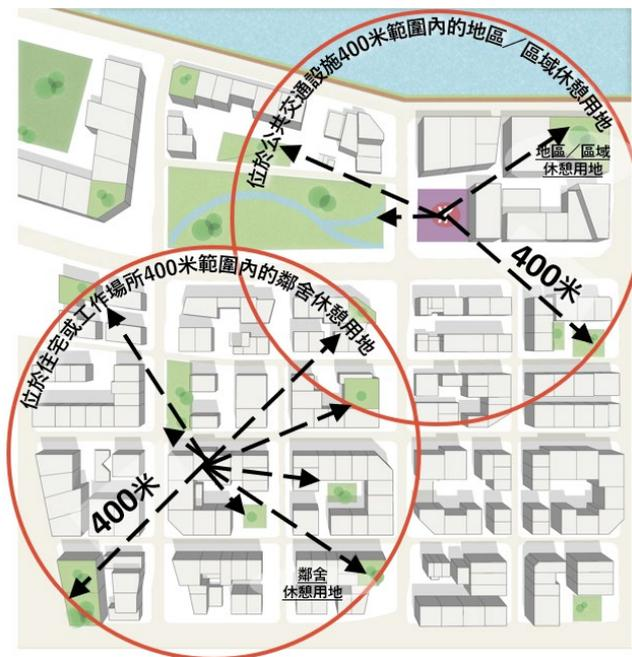 位於公共交通設施400米範圍內的地區／區域休憩用地
地區／區域
休憩用地
400米
位於住宅或工作場所400米範圍內的鄰舍休憩用地
400米
鄰舍
休憩用地